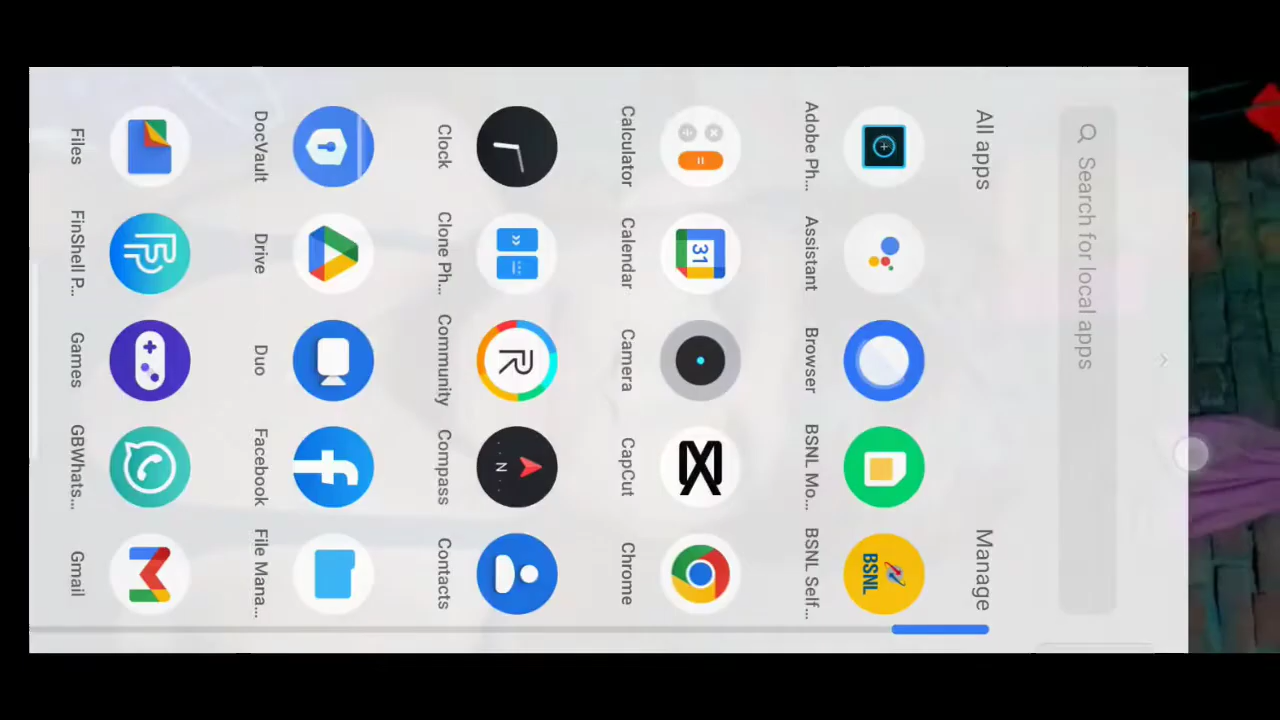 Search for local apps
All apps Manage
Adobe Ph... Assistant Browser BSNL Mo... BSNL Self...
Calculator Calendar Camera CapCut Chrome
Clock Clone Ph... Community Compass Contacts
DocVault Drive Duo Facebook File Mana...
Files FinShell P... Games GBWhats... Gmail
31
N
BSNL